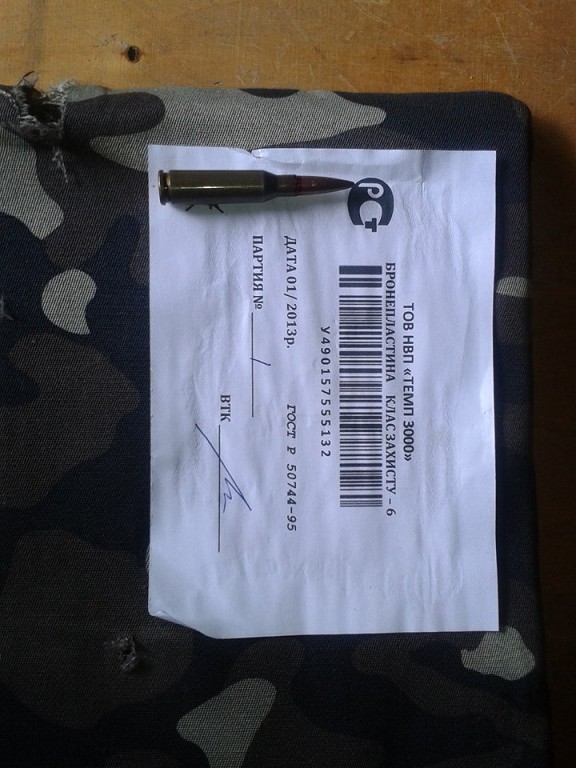 РСТ
ТОВ НВП «ТЕМП 3000»
БРОНЕПЛАСТИНА КЛАС ЗАХИСТУ – 6
У490157555132
ДАТА 01/ 2013р. ГОСТ Р 50744-95
ПАРТИЯ № 1
ВТК